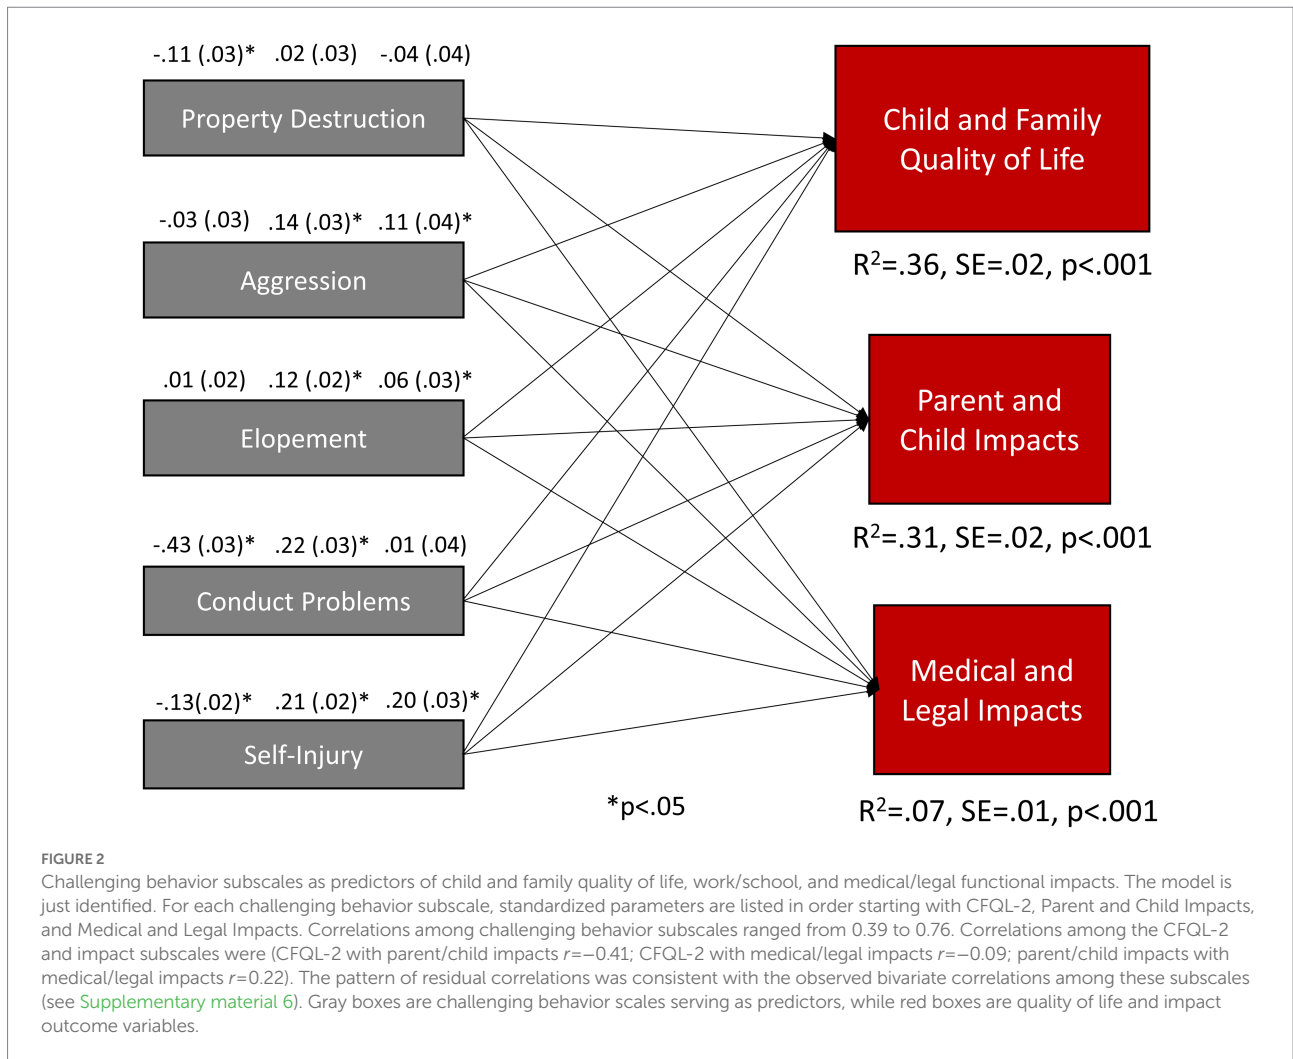 -.11 (.03)* .02 (.03) -.04 (.04)
Property Destruction
-.03 (.03) .14 (.03)* .11 (.04)*
Aggression
.01 (.02) .12 (.02)* .06 (.03)*
Elopement
-.43 (.03)* .22 (.03)* .01 (.04)
Conduct Problems
-.13(.02)* .21 (.02)* .20 (.03)*
Self-Injury
Child and Family
Quality of Life
R²=.36, SE=.02, p<.001
Parent and
Child Impacts
R²=.31, SE=.02, p<.001
Medical and
Legal Impacts
R²=.07, SE=.01, p<.001
*p<.05
FIGURE 2
Challenging behavior subscales as predictors of child and family quality of life, work/school, and medical/legal functional impacts. The model is
just identified. For each challenging behavior subscale, standardized parameters are listed in order starting with CFQL-2, Parent and Child Impacts,
and Medical and Legal Impacts. Correlations among challenging behavior subscales ranged from 0.39 to 0.76. Correlations among the CFQL-2
and impact subscales were (CFQL-2 with parent/child impacts r=−0.41; CFQL-2 with medical/legal impacts r=−0.09; parent/child impacts with
medical/legal impacts r=0.22). The pattern of residual correlations was consistent with the observed bivariate correlations among these subscales
(see Supplementary material 6). Gray boxes are challenging behavior scales serving as predictors, while red boxes are quality of life and impact
outcome variables.